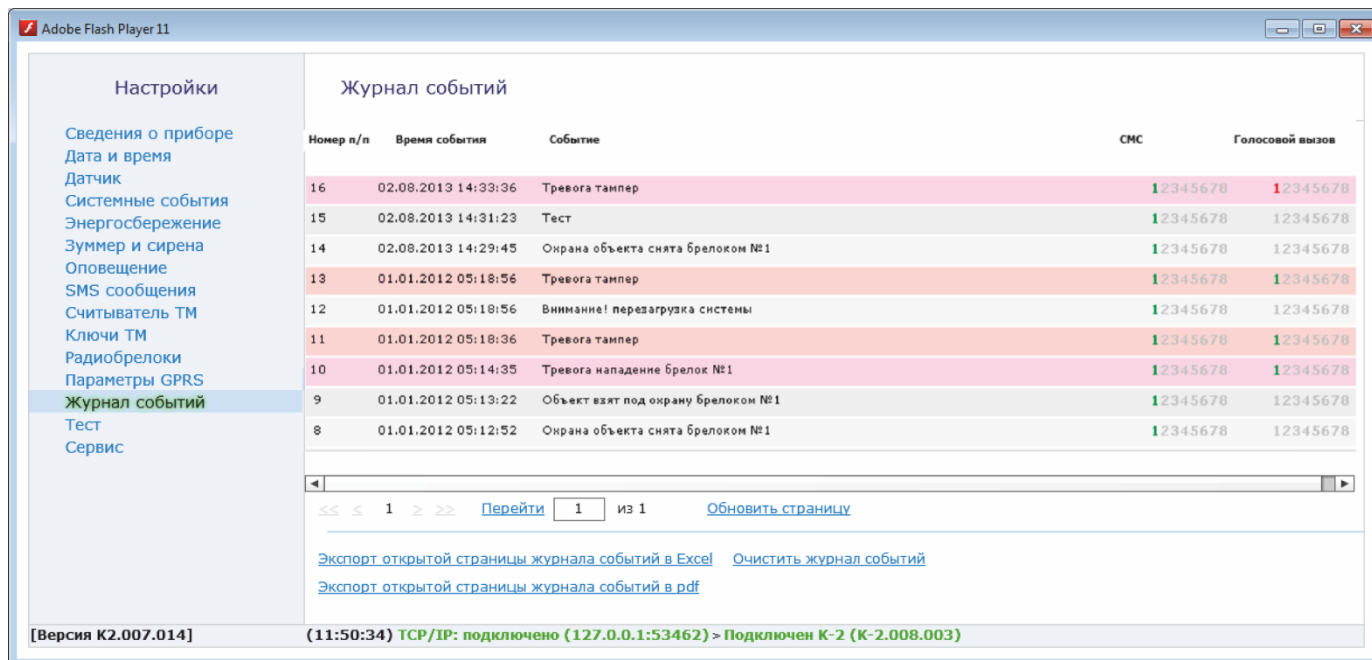 Adobe Flash Player 11
Настройки
Сведения о приборе
Дата и время
Датчик
Системные события
Энергосбережение
Зуммер и сирена
Оповещение
SMS сообщения
Считыватель ТМ
Ключи ТМ
Радиобрелоки
Параметры GPRS
Журнал событий
Тест
Сервис
Журнал событий
Номер п/п Время события Событие СМС Голосовой вызов
16 02.08.2013 14:33:36 Тревога тампер 12345678 12345678
15 02.08.2013 14:31:23 Тест 12345678 12345678
14 02.08.2013 14:29:45 Охрана объекта снята брелоком №1 12345678 12345678
13 01.01.2012 05:18:56 Тревога тампер 12345678 12345678
12 01.01.2012 05:18:56 Внимание! перезагрузка системы 12345678 12345678
11 01.01.2012 05:18:36 Тревога тампер 12345678 12345678
10 01.01.2012 05:14:35 Тревога нападение брелок №1 12345678 12345678
9 01.01.2012 05:13:22 Объект взят под охрану брелоком №1 12345678 12345678
8 01.01.2012 05:12:52 Охрана объекта снята брелоком №1 12345678 12345678
<< < 1 > >> Перейти 1 из 1 Обновить страницу
Экспорт открытой страницы журнала событий в Excel Очистить журнал событий
Экспорт открытой страницы журнала событий в pdf
[Версия K2.007.014] (11:50:34) TCP/IP: подключено (127.0.0.1:53462) > Подключен K-2 (K-2.008.003)